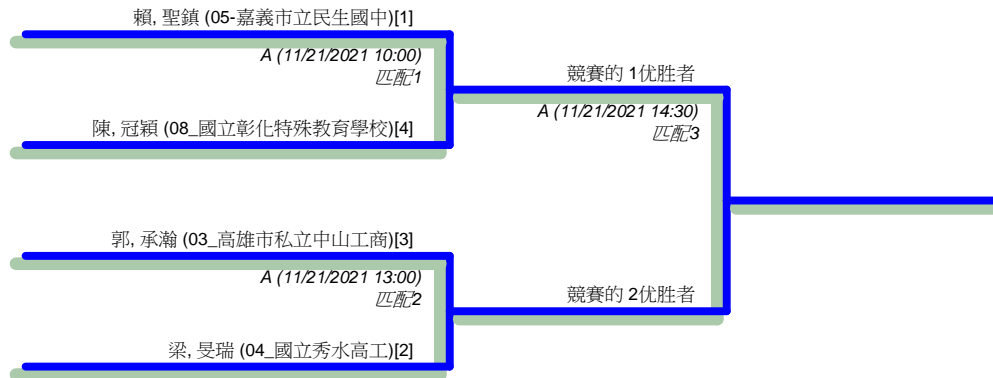 賴, 聖鎮 (05-嘉義市立民生國中)[1]
A (11/21/2021 10:00)
匹配1
陳, 冠穎 (08_國立彰化特殊教育學校)[4]
競賽的 1优胜者
A (11/21/2021 14:30)
匹配3
郭, 承瀚 (03_高雄市私立中山工商)[3]
A (11/21/2021 13:00)
匹配2
梁, 旻瑞 (04_國立秀水高工)[2]
競賽的 2优胜者